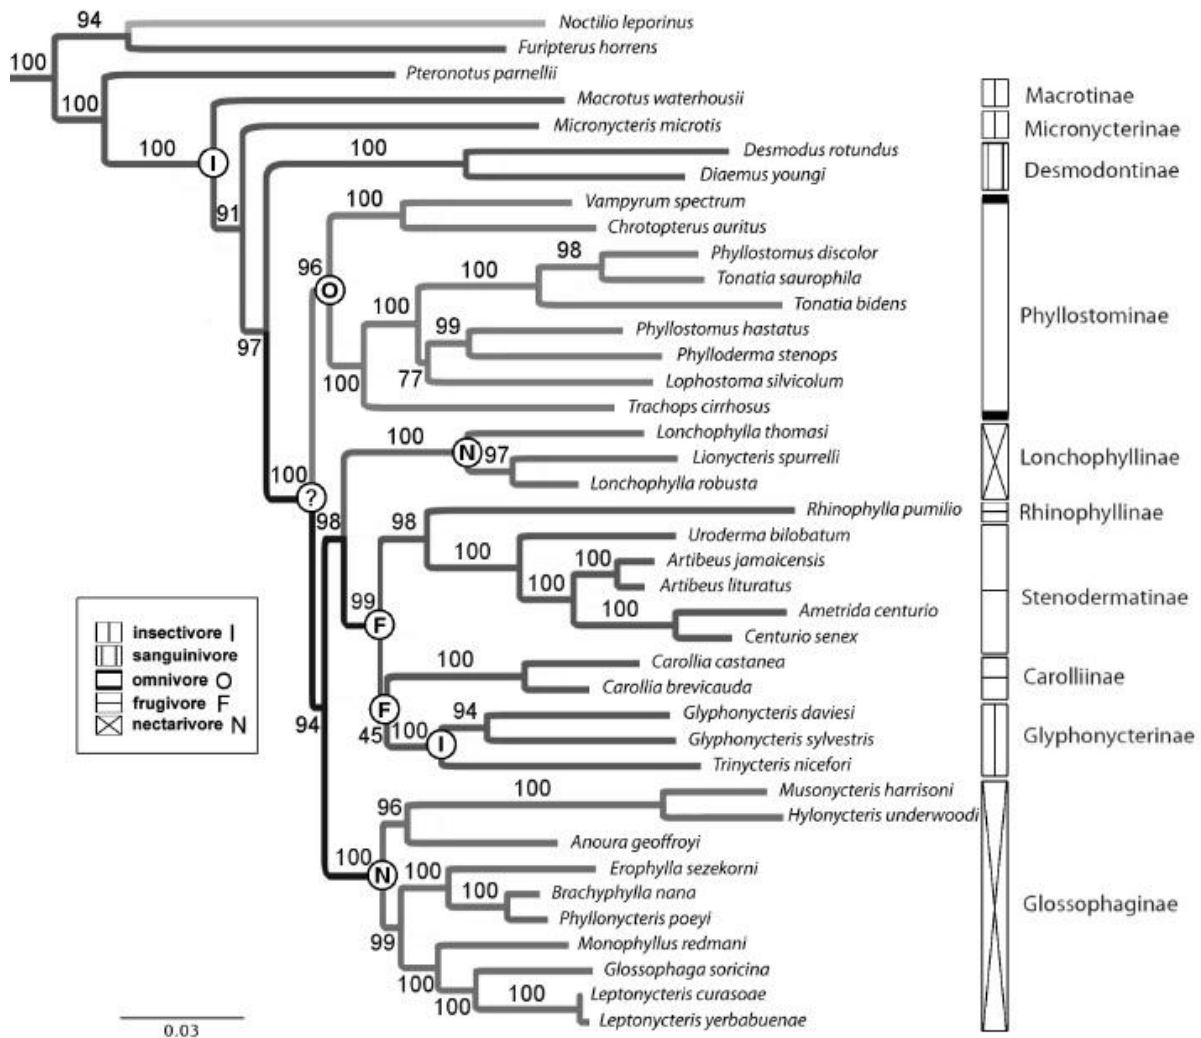 94
Noctilio leporinus
Furipterus horrens
100
Pteronotus parnellii
100
Macrotus waterhousii
Macrotinae
Micronycteris microtis
Micronycterinae
100
I
100
Desmodus rotundus
Desmodontinae
Diaemus youngi
91
100
Vampyrum spectrum
Chrotopterus auritus
96
O
98
Phyllostomus discolor
100
Tonatia saurophila
Tonatia bidens
100
Phyllostominae
99
Phyllostomus hastatus
Phylloderma stenops
97
77
Lophostoma silvicolum
100
Trachops cirrhosus
100
Lonchophylla thomasi
N
97
Lionycteris spurrelli
Lonchophyllinae
100
Lonchophylla robusta
?
98
98
Rhinophylla pumilio
Rhinophyllinae
Uroderma bilobatum
100
100
Artibeus jamaicensis
100
Artibeus lituratus
Stenodermatinae
99
100
Ametrida centurio
F
Centurio senex
100
Carollia castanea
Carolliinae
Carollia brevicauda
F
94
Glyphonycteris daviesi
Glyphonycterinae
94
45
100
I
Glyphonycteris sylvestris
Trinycteris nicefori
insectivore I
sanguinivore
omnivore O
frugivore F
nectarivore N
100
Musonycteris harrisoni
96
Hylonycteris underwoodi
Anoura geoffroyi
100
N
100
Erophylla sezekorni
100
Brachyphylla nana
Glossophaginae
Phyllonycteris poeyi
99
Monophyllus redmani
100
Glossophaga soricina
100
100
Leptonycteris curasoae
Leptonycteris yerbabuenae
0.03